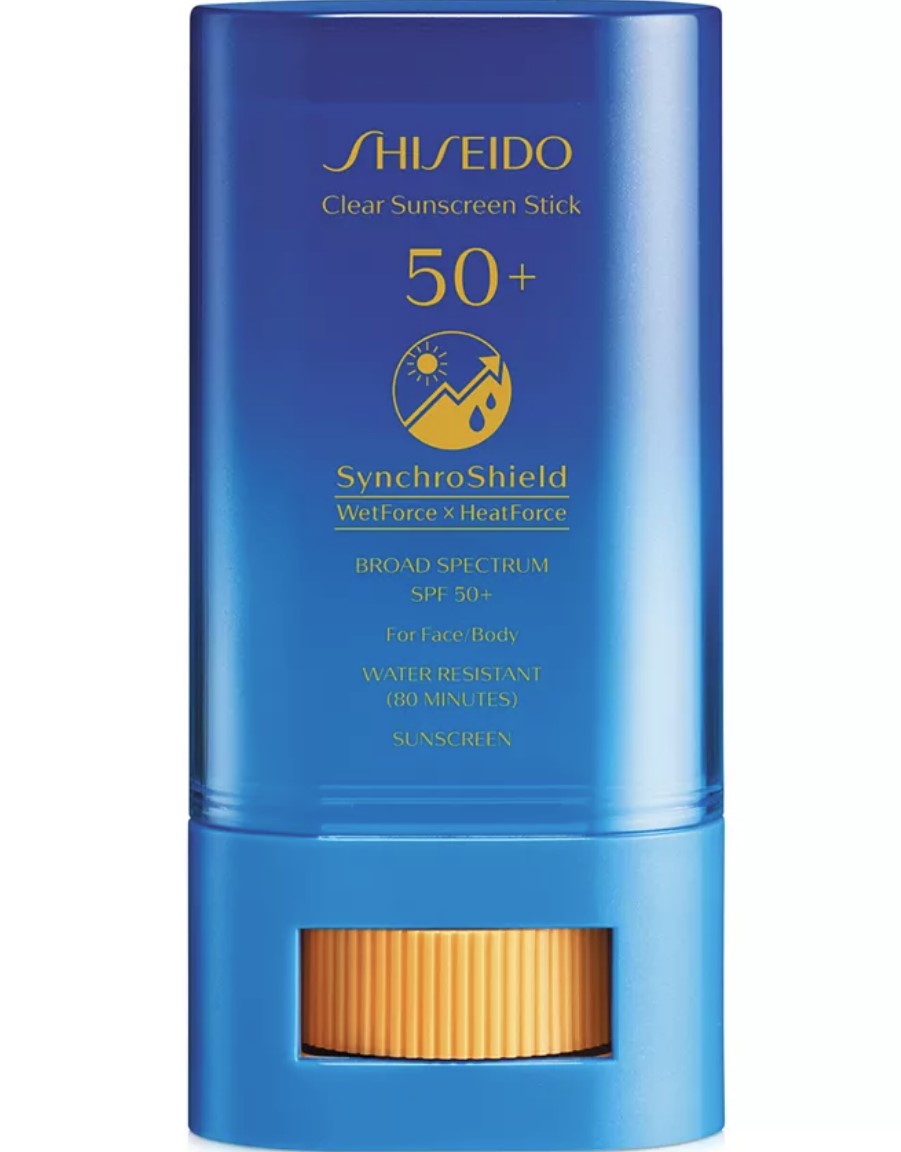 SHISEIDO
Clear Sunscreen Stick
50+
SynchroShield
WetForce × HeatForce
BROAD SPECTRUM
SPF 50+
For Face/Body
WATER RESISTANT
(80 MINUTES)
SUNSCREEN